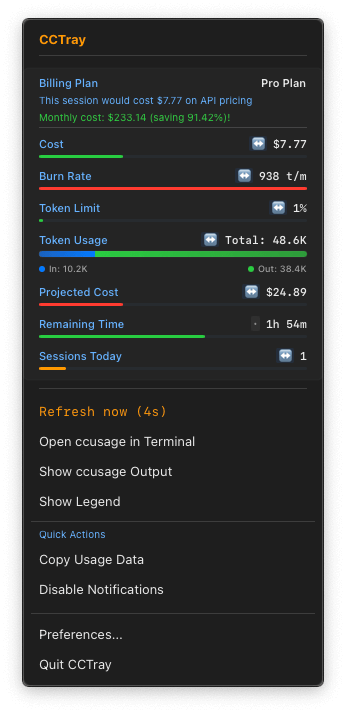 CCTray
Billing Plan Pro Plan
This session would cost $7.77 on API pricing
Monthly cost: $233.14 (saving 91.42%)!
Cost ↔️ $7.77
Burn Rate ↔️ 938 t/m
Token Limit ↔️ 1%
Token Usage ↔️ Total: 48.6K
In: 10.2K Out: 38.4K
Projected Cost ↔️ $24.89
Remaining Time · 1h 54m
Sessions Today ↔️ 1
Refresh now (4s)
Open ccusage in Terminal
Show ccusage Output
Show Legend
Quick Actions
Copy Usage Data
Disable Notifications
Preferences...
Quit CCTray